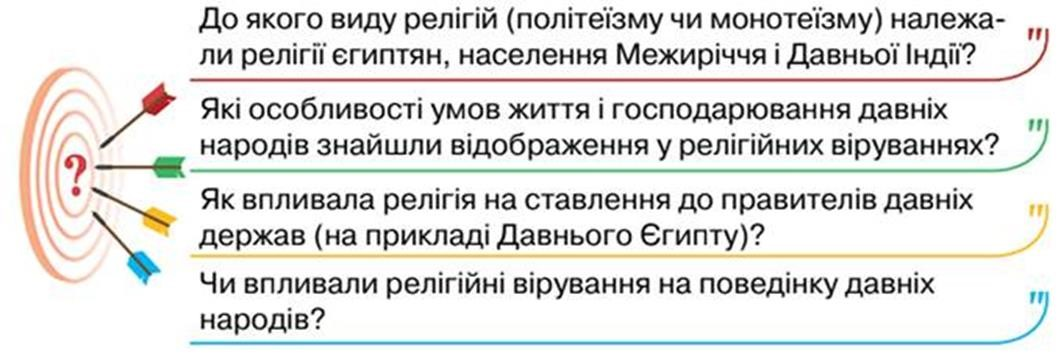 До якого виду релігій (політеїзму чи монотеїзму) належа-
ли релігії єгиптян, населення Межиріччя і Давньої Індії?
Які особливості умов життя і господарювання давніх
народів знайшли відображення у релігійних віруваннях?
?
Як впливала релігія на ставлення до правителів давніх
держав (на прикладі Давнього Єгипту)?
Чи впливали релігійні вірування на поведінку давніх
народів?